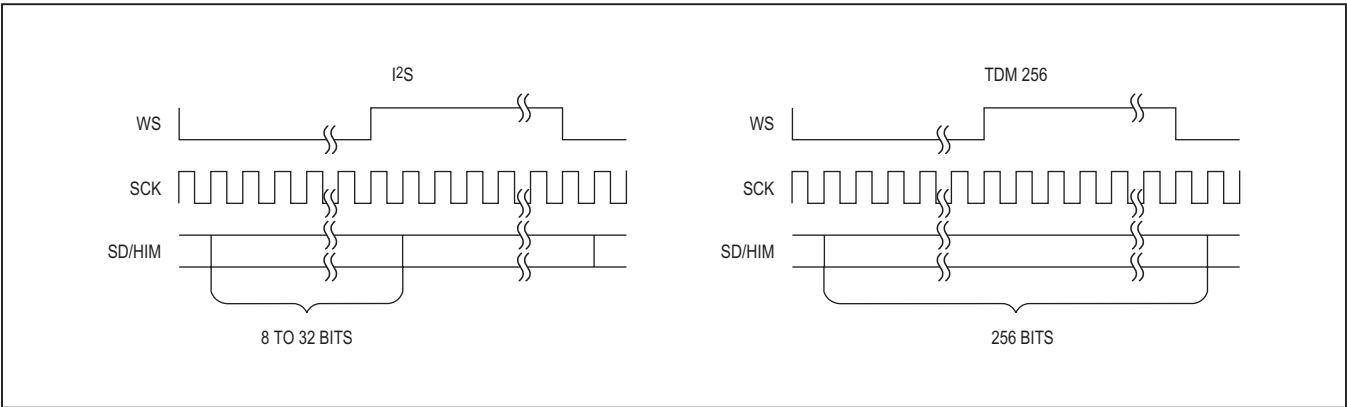 I²S
WS
SCK
SD/HIM
8 TO 32 BITS
TDM 256
WS
SCK
SD/HIM
256 BITS